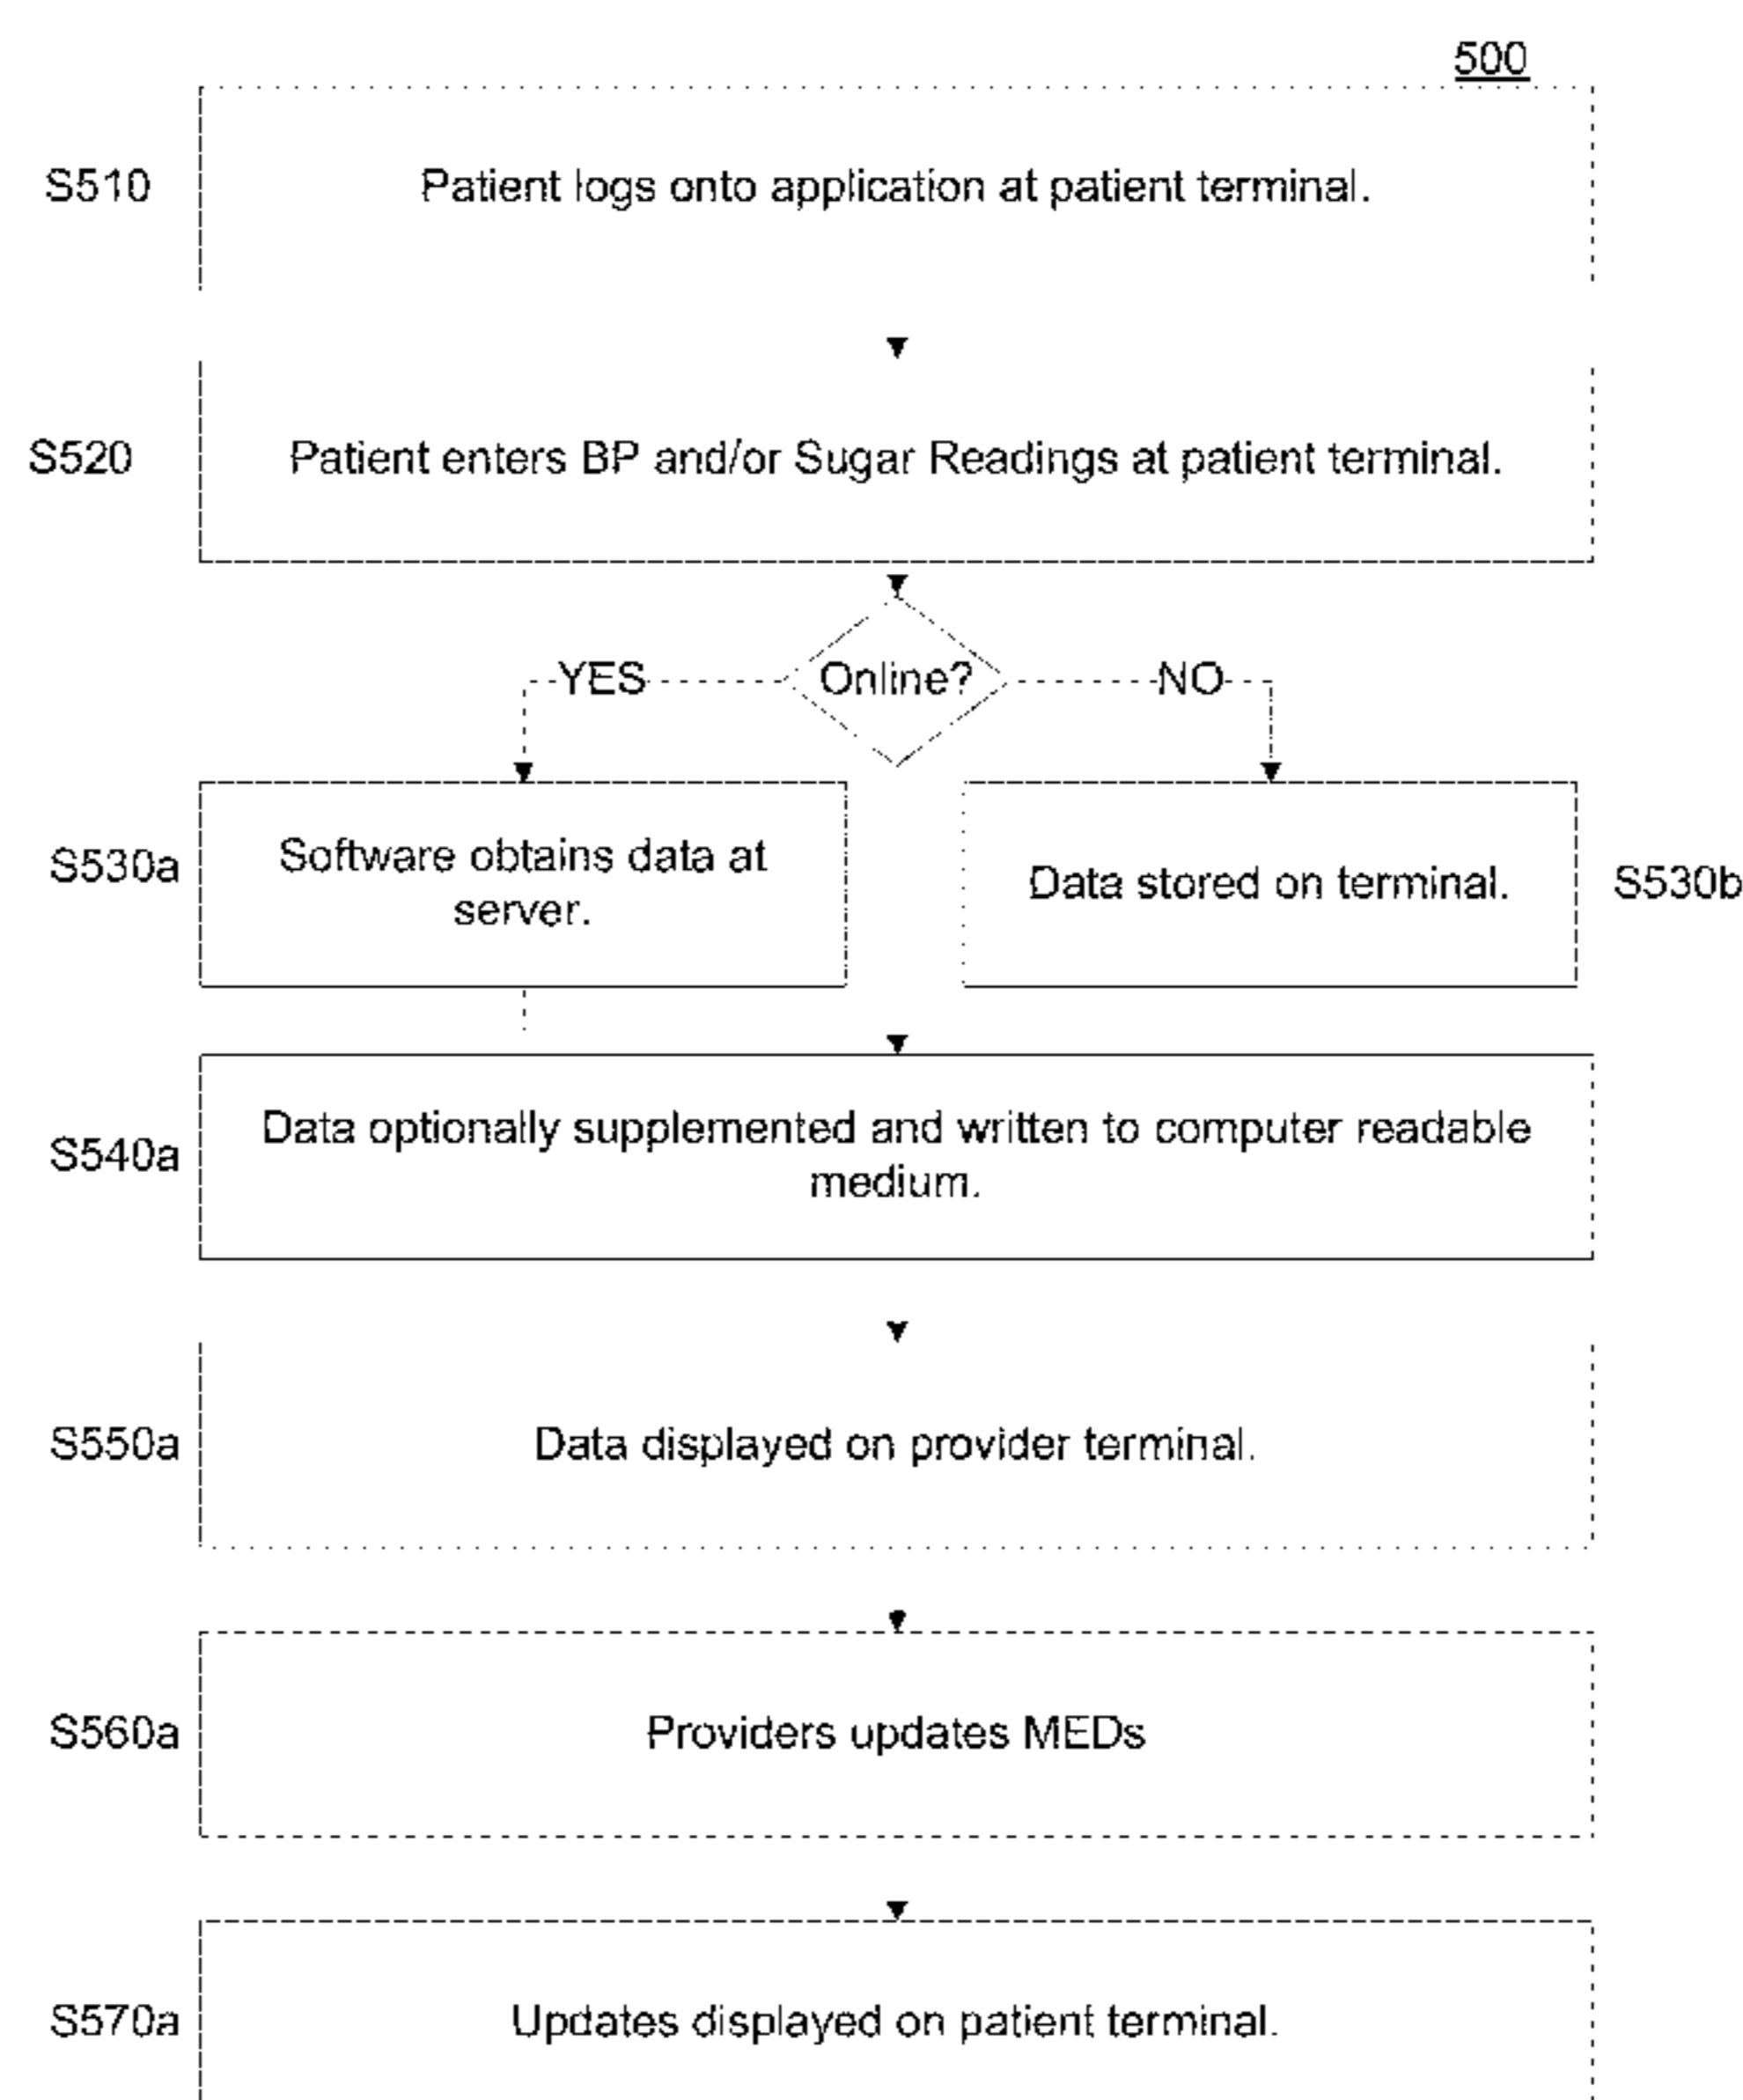 500
S510
Patient logs onto application at patient terminal.
S520
Patient enters BP and/or Sugar Readings at patient terminal.
YES
Online?
NO
S530a
Software obtains data at
server.
Data stored on terminal.
S530b
S540a
Data optionally supplemented and written to computer readable
medium.
S550a
Data displayed on provider terminal.
S560a
Providers updates MEDs
S570a
Updates displayed on patient terminal.